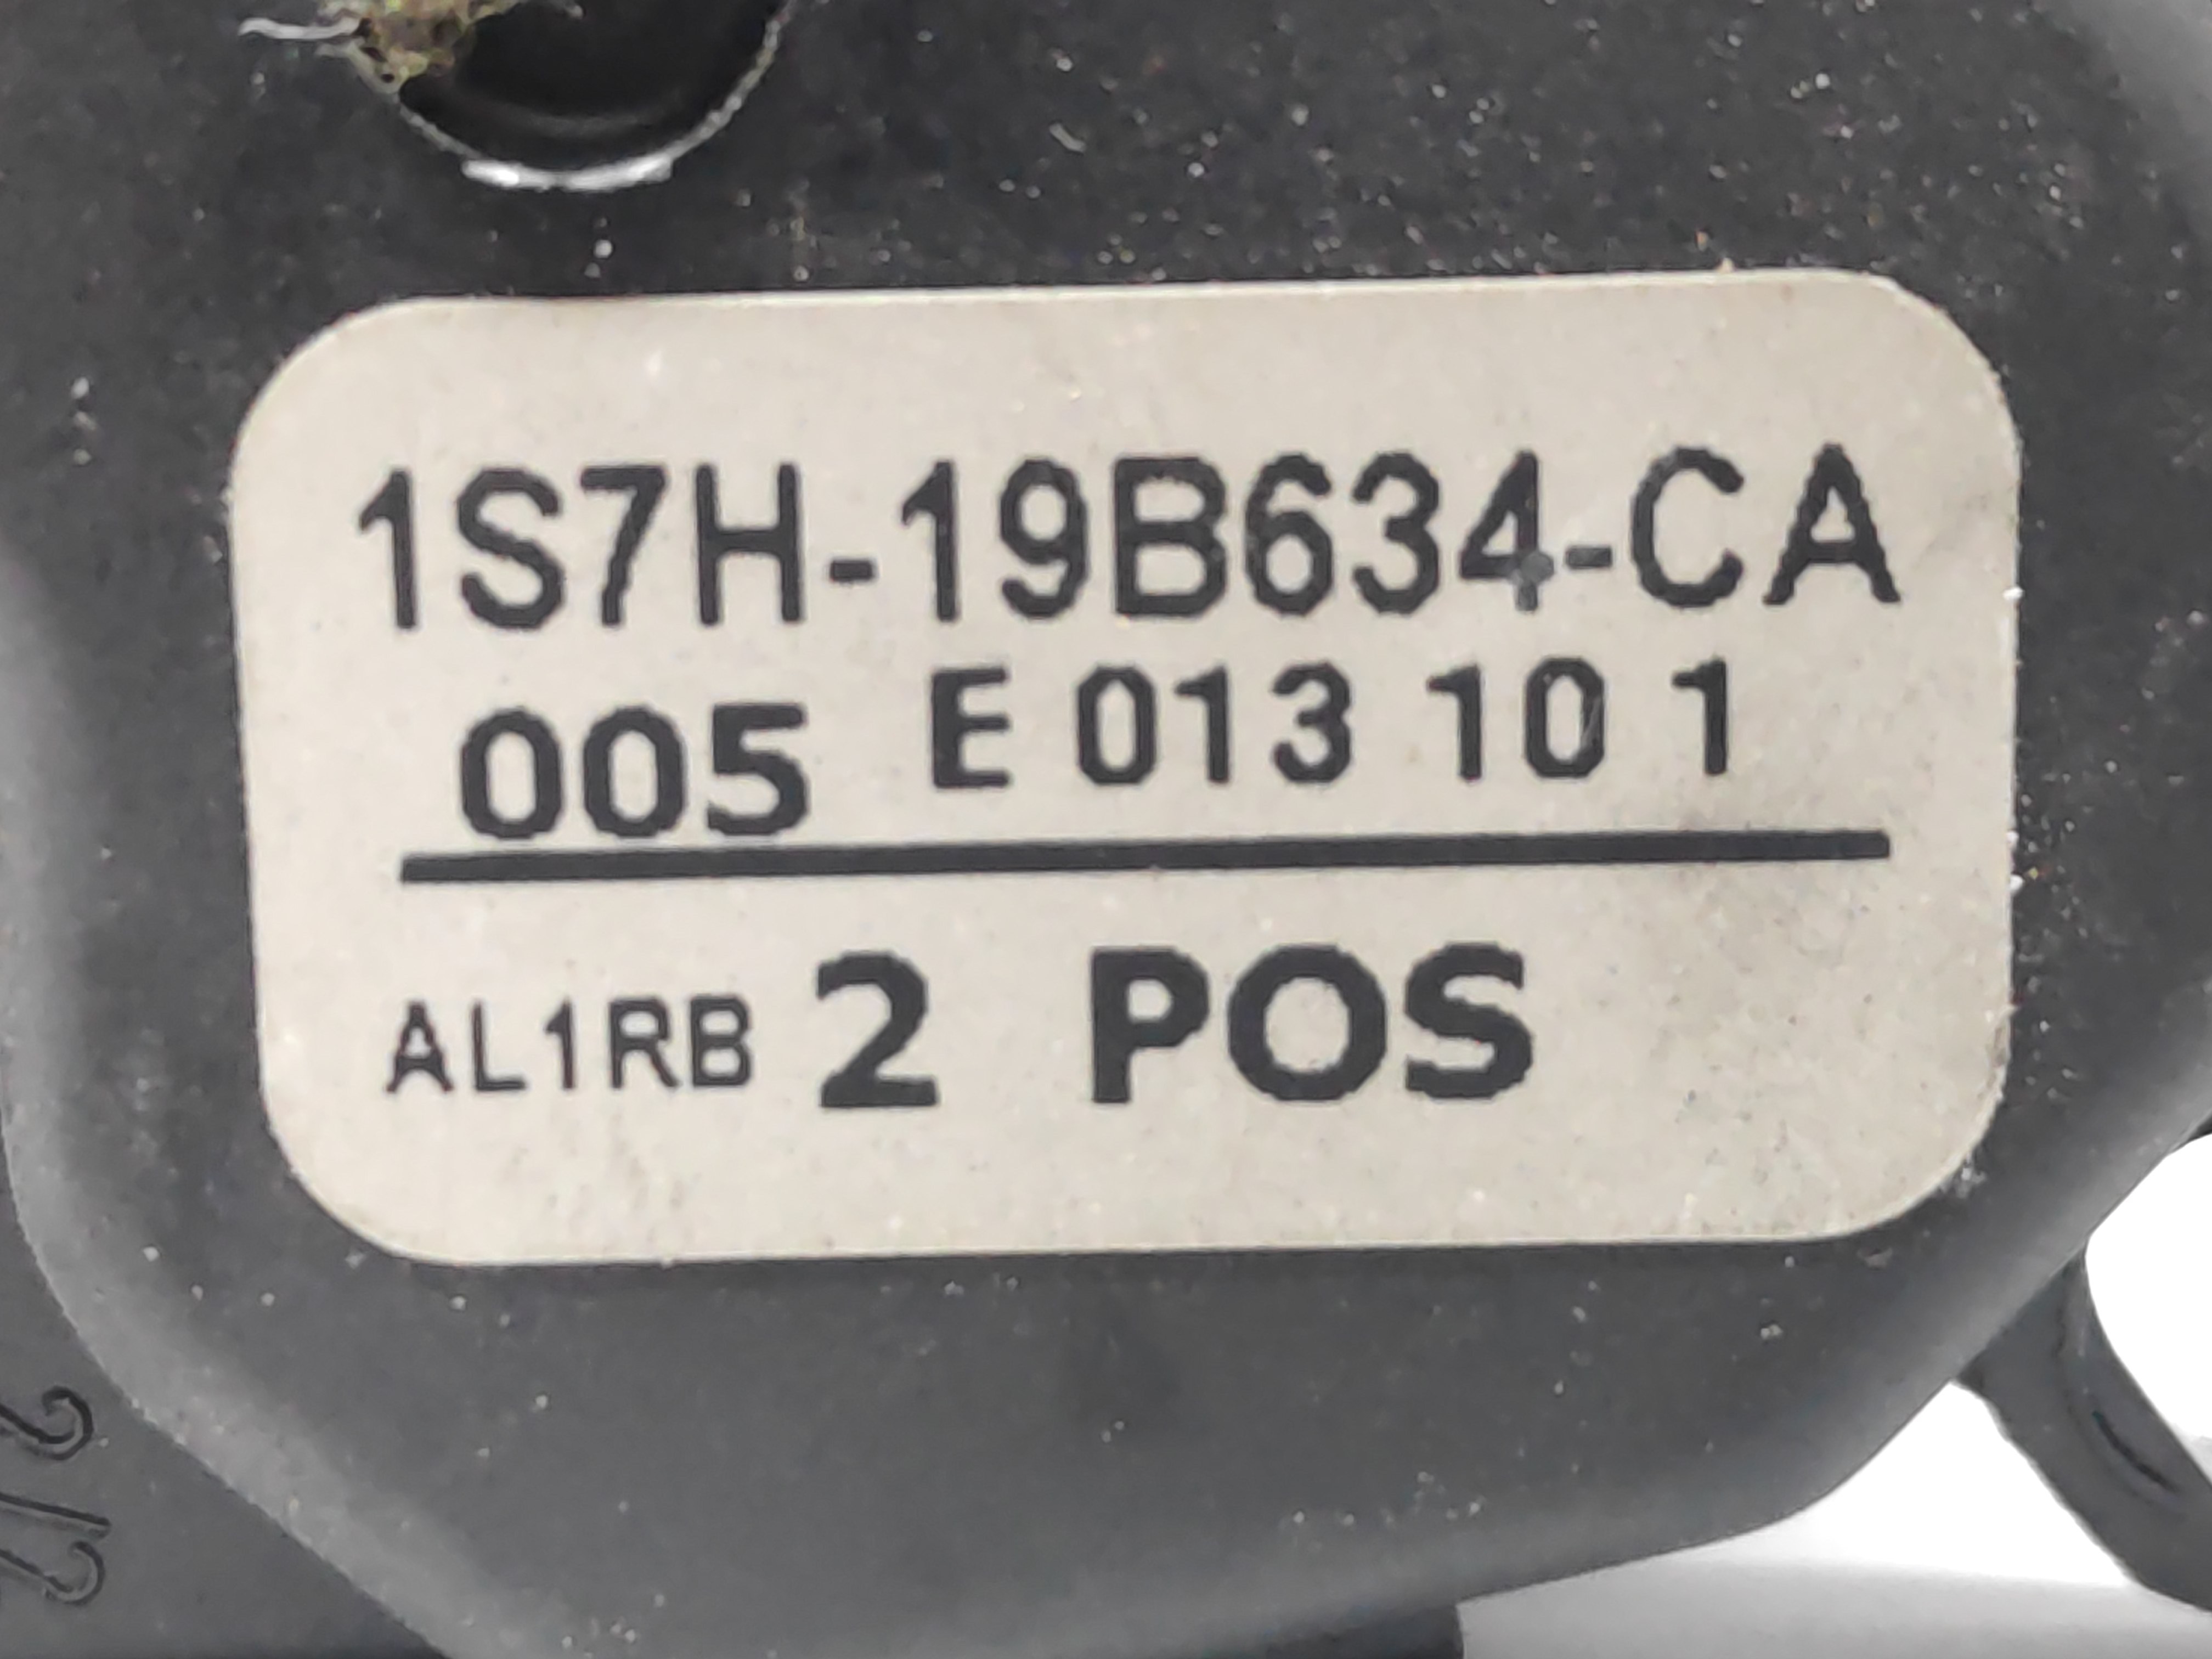 1S7H-19B634-CA
005 E 013 10 1
AL1RB 2 POS